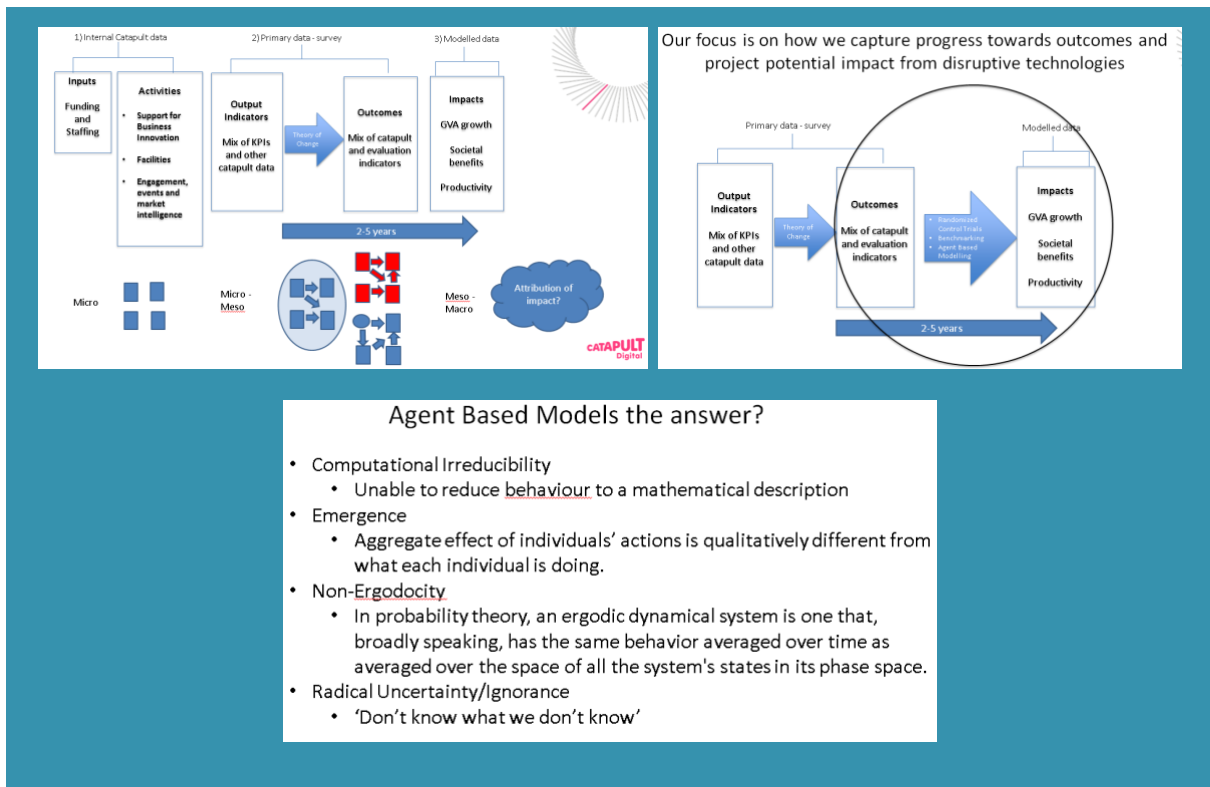 1) Internal Catapult data
2) Primary data - survey
3) Modelled data
Inputs
Funding
and
Staffing
Activities
• Support for
Business
Innovation
• Facilities
• Engagement,
events and
market
intelligence
Output
Indicators
Mix of KPIs
and other
catapult data
Theory of
Change
Outcomes
Mix of catapult
and evaluation
indicators
Impacts
GVA growth
Societal
benefits
Productivity
2-5 years
Micro
Micro -
Meso
Meso -
Macro
Attribution of
impact?
CATAPULT
Digital
Our focus is on how we capture progress towards outcomes and
project potential impact from disruptive technologies
Primary data - survey
Modelled data
Output
Indicators
Mix of KPIs
and other
catapult data
Theory of
Change
Outcomes
Mix of catapult
and evaluation
indicators
• Randomized
Control Trials
• Benchmarking
• Agent Based
Modelling
Impacts
GVA growth
Societal
benefits
Productivity
2-5 years
Agent Based Models the answer?
• Computational Irreducibility
• Unable to reduce behaviour to a mathematical description
• Emergence
• Aggregate effect of individuals’ actions is qualitatively different from
what each individual is doing.
• Non-Ergodocity
• In probability theory, an ergodic dynamical system is one that,
broadly speaking, has the same behavior averaged over time as
averaged over the space of all the system's states in its phase space.
• Radical Uncertainty/Ignorance
• ‘Don’t know what we don’t know’